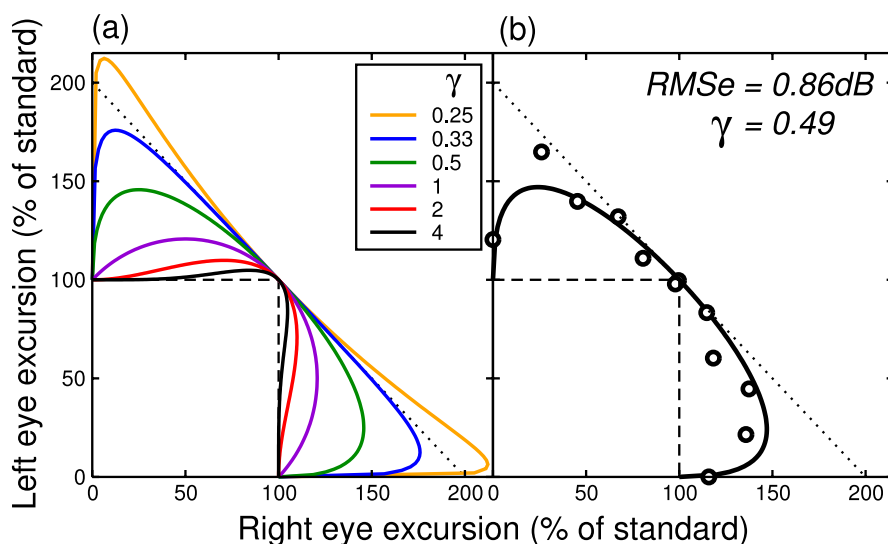 (a)
(b)
γ
0.25
0.33
0.5
1
2
4
RMSe = 0.86dB
γ = 0.49
Left eye excursion (% of standard)
200
150
100
50
0
0 50 100 150 200
0 50 100 150 200
Right eye excursion (% of standard)